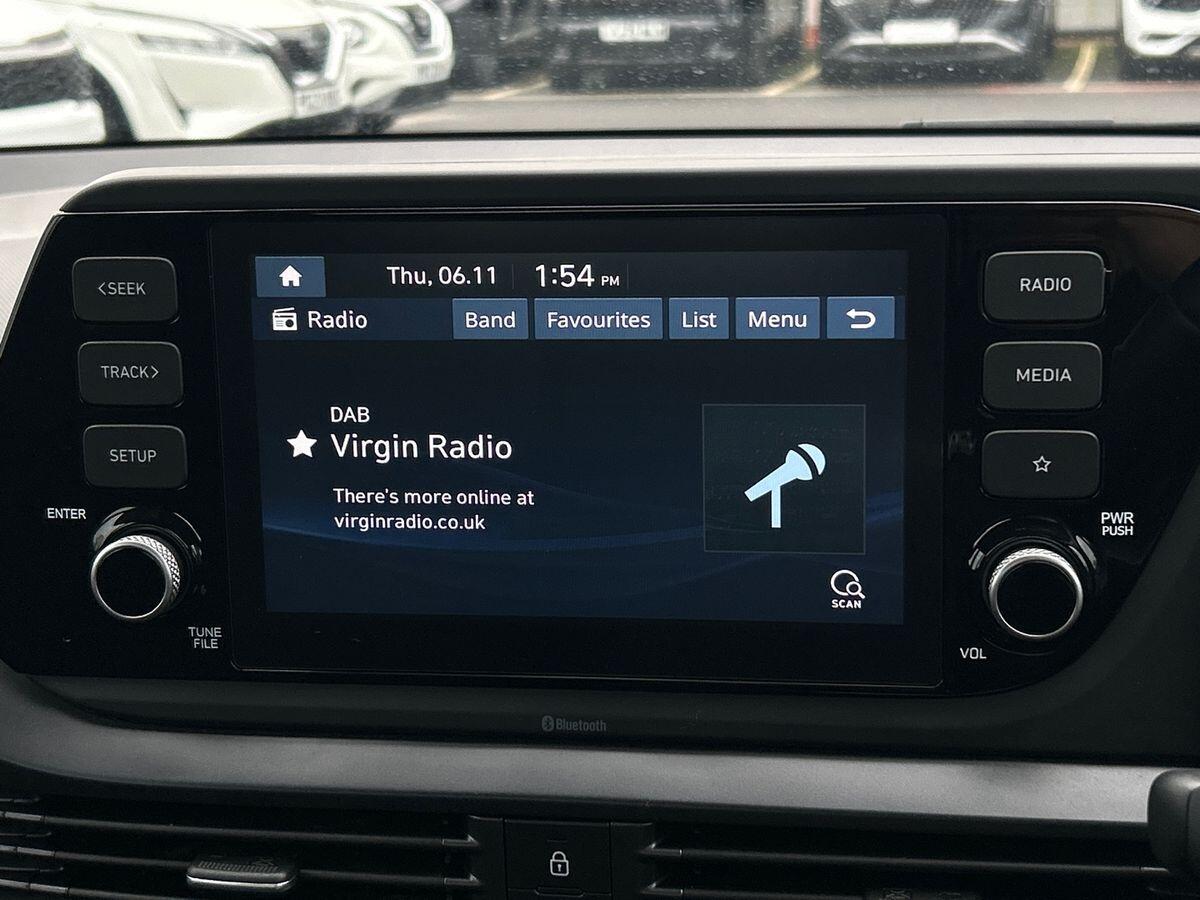 Thu, 06.11 1:54 PM
Radio Band Favourites List Menu
DAB
Virgin Radio
There's more online at
virginradio.co.uk
SCAN
<SEEK
TRACK>
SETUP
ENTER
TUNE
FILE
RADIO
MEDIA
PWR
PUSH
VOL
Bluetooth